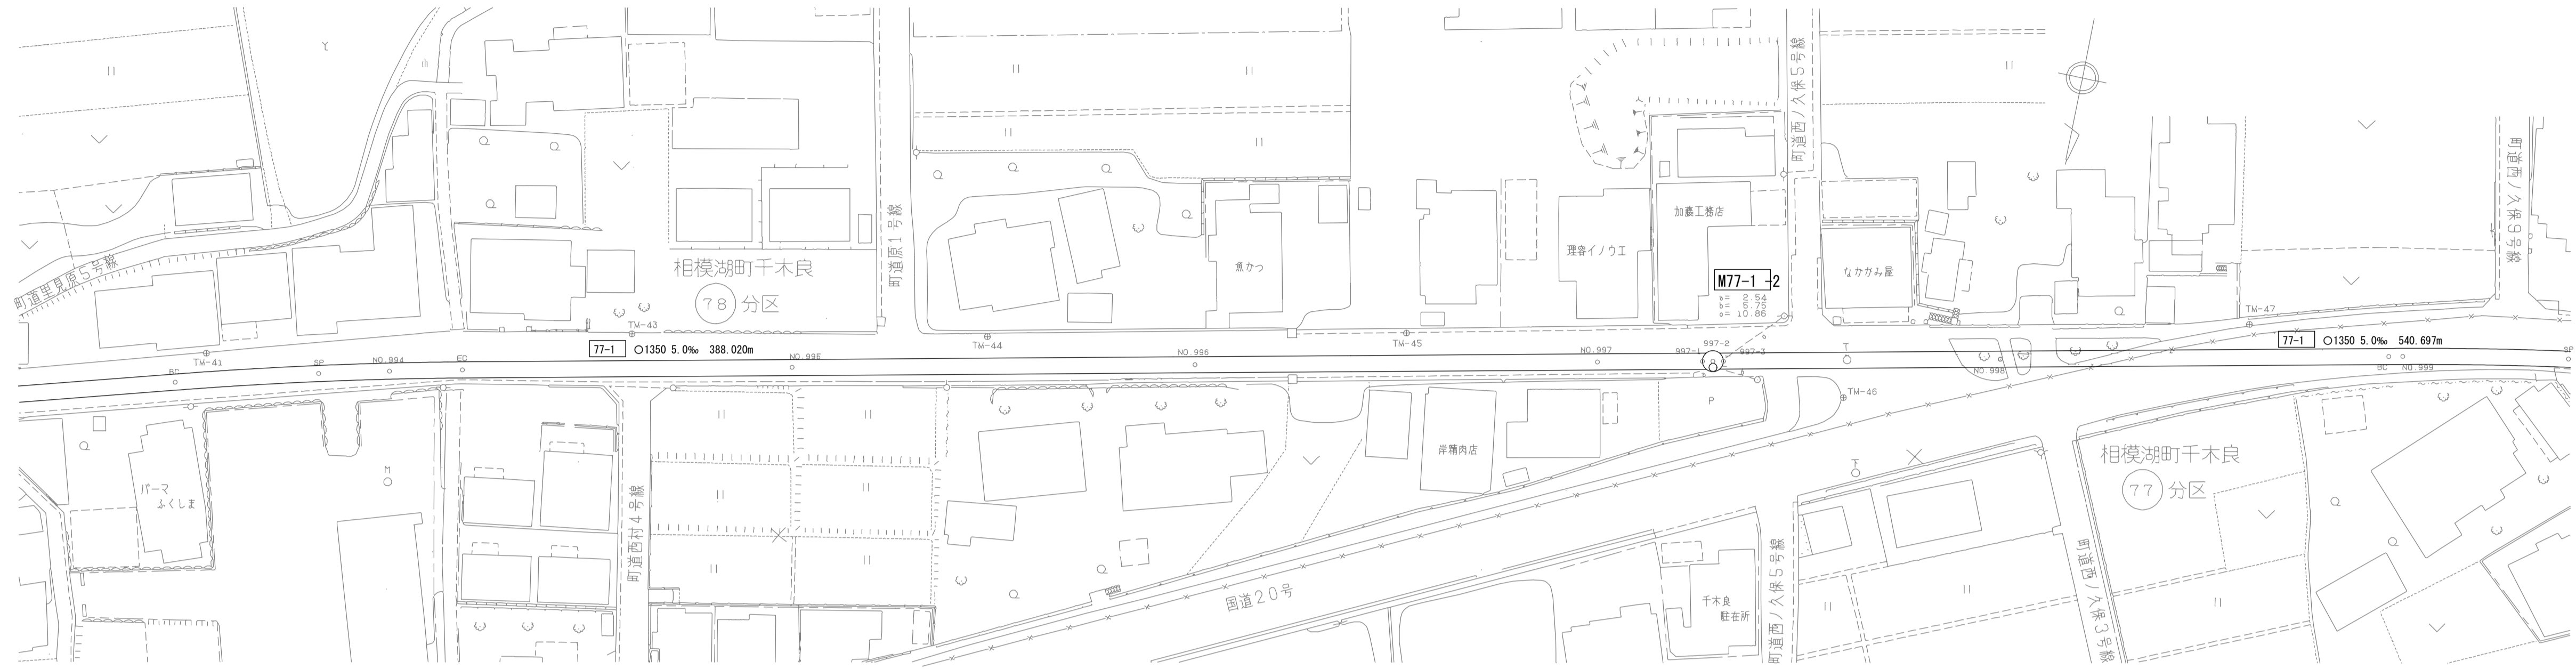 町道里見原5号線
TM-41
BC
SP
NO.994
EC
パーマ
ふくしま
M
相模湖町千木良
78 分区
TM-43
77-1 ○1350 5.0‰ 388.020m
NO.995
町道西村4号線
町道原1号線
TM-44
魚かつ
NO.996
TM-45
理容イノウエ
加藤工務店
M77-1 -2
a= 2.54
b= 6.75
NO.997
997-1
997-2
997-3
岸精肉店
P
国道20号
町道西ノ久保5号線
なかがみ屋
T
TM-46
NO.998
T
千木良
駐在所
町道西ノ久保5号線
TM-47
77-1 ○1350 5.0‰ 540.697m
BC NO.999
SP
町道西ノ久保9号線
相模湖町千木良
77 分区
町道西ノ久保3号線